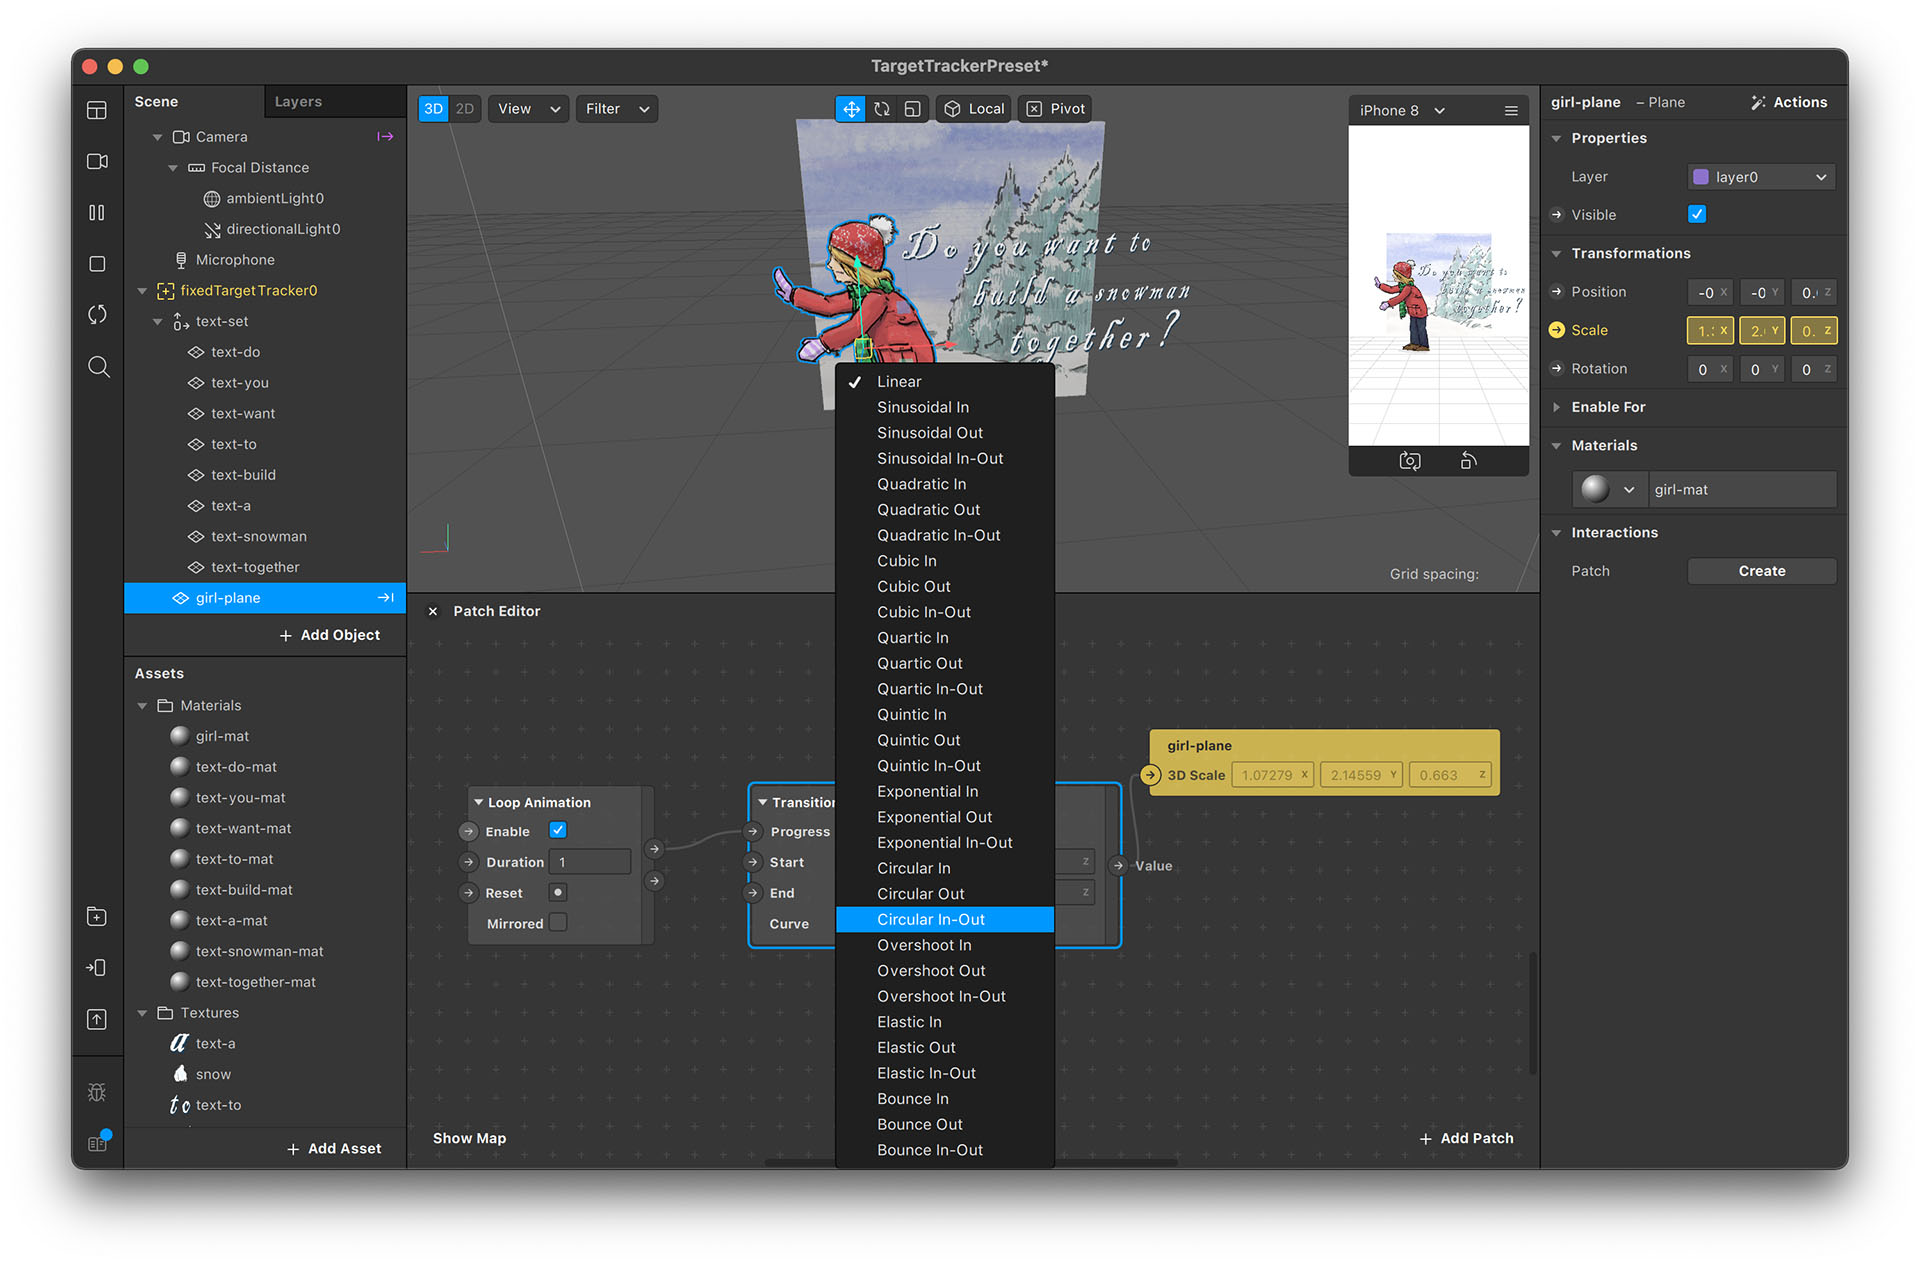 TargetTrackerPreset*
Scene
Layers
Camera
Focal Distance
ambientLight0
directionalLight0
Microphone
fixedTargetTracker0
text-set
text-do
text-you
text-want
text-to
text-build
text-a
text-snowman
text-together
girl-plane
+ Add Object
Assets
Materials
girl-mat
text-do-mat
text-you-mat
text-want-mat
text-to-mat
text-build-mat
text-a-mat
text-snowman-mat
text-together-mat
Textures
a text-a
snow
to text-to
+ Add Asset
3D 2D View Filter
Local Pivot
Do you want to
build a snowman
together?
iPhone 8
Do you want to
build a snowman
together?
Grid spacing:
Patch Editor
Loop Animation
Enable
Duration 1
Reset
Mirrored
Transition
Progress
Start Z
End Z
Curve
Value
Linear
Sinusoidal In
Sinusoidal Out
Sinusoidal In-Out
Quadratic In
Quadratic Out
Quadratic In-Out
Cubic In
Cubic Out
Cubic In-Out
Quartic In
Quartic Out
Quartic In-Out
Quintic In
Quintic Out
Quintic In-Out
Exponential In
Exponential Out
Exponential In-Out
Circular In
Circular Out
Circular In-Out
Overshoot In
Overshoot Out
Overshoot In-Out
Elastic In
Elastic Out
Elastic In-Out
Bounce In
Bounce Out
Bounce In-Out
girl-plane
3D Scale 1.07279 X 2.14559 Y 0.663 Z
Show Map
+ Add Patch
girl-plane – Plane Actions
Properties
Layer layer0
Visible
Transformations
Position -0 X -0 Y 0. Z
Scale 1. X 2. Y 0. Z
Rotation 0 X 0 Y 0 Z
Enable For
Materials
girl-mat
Interactions
Patch Create